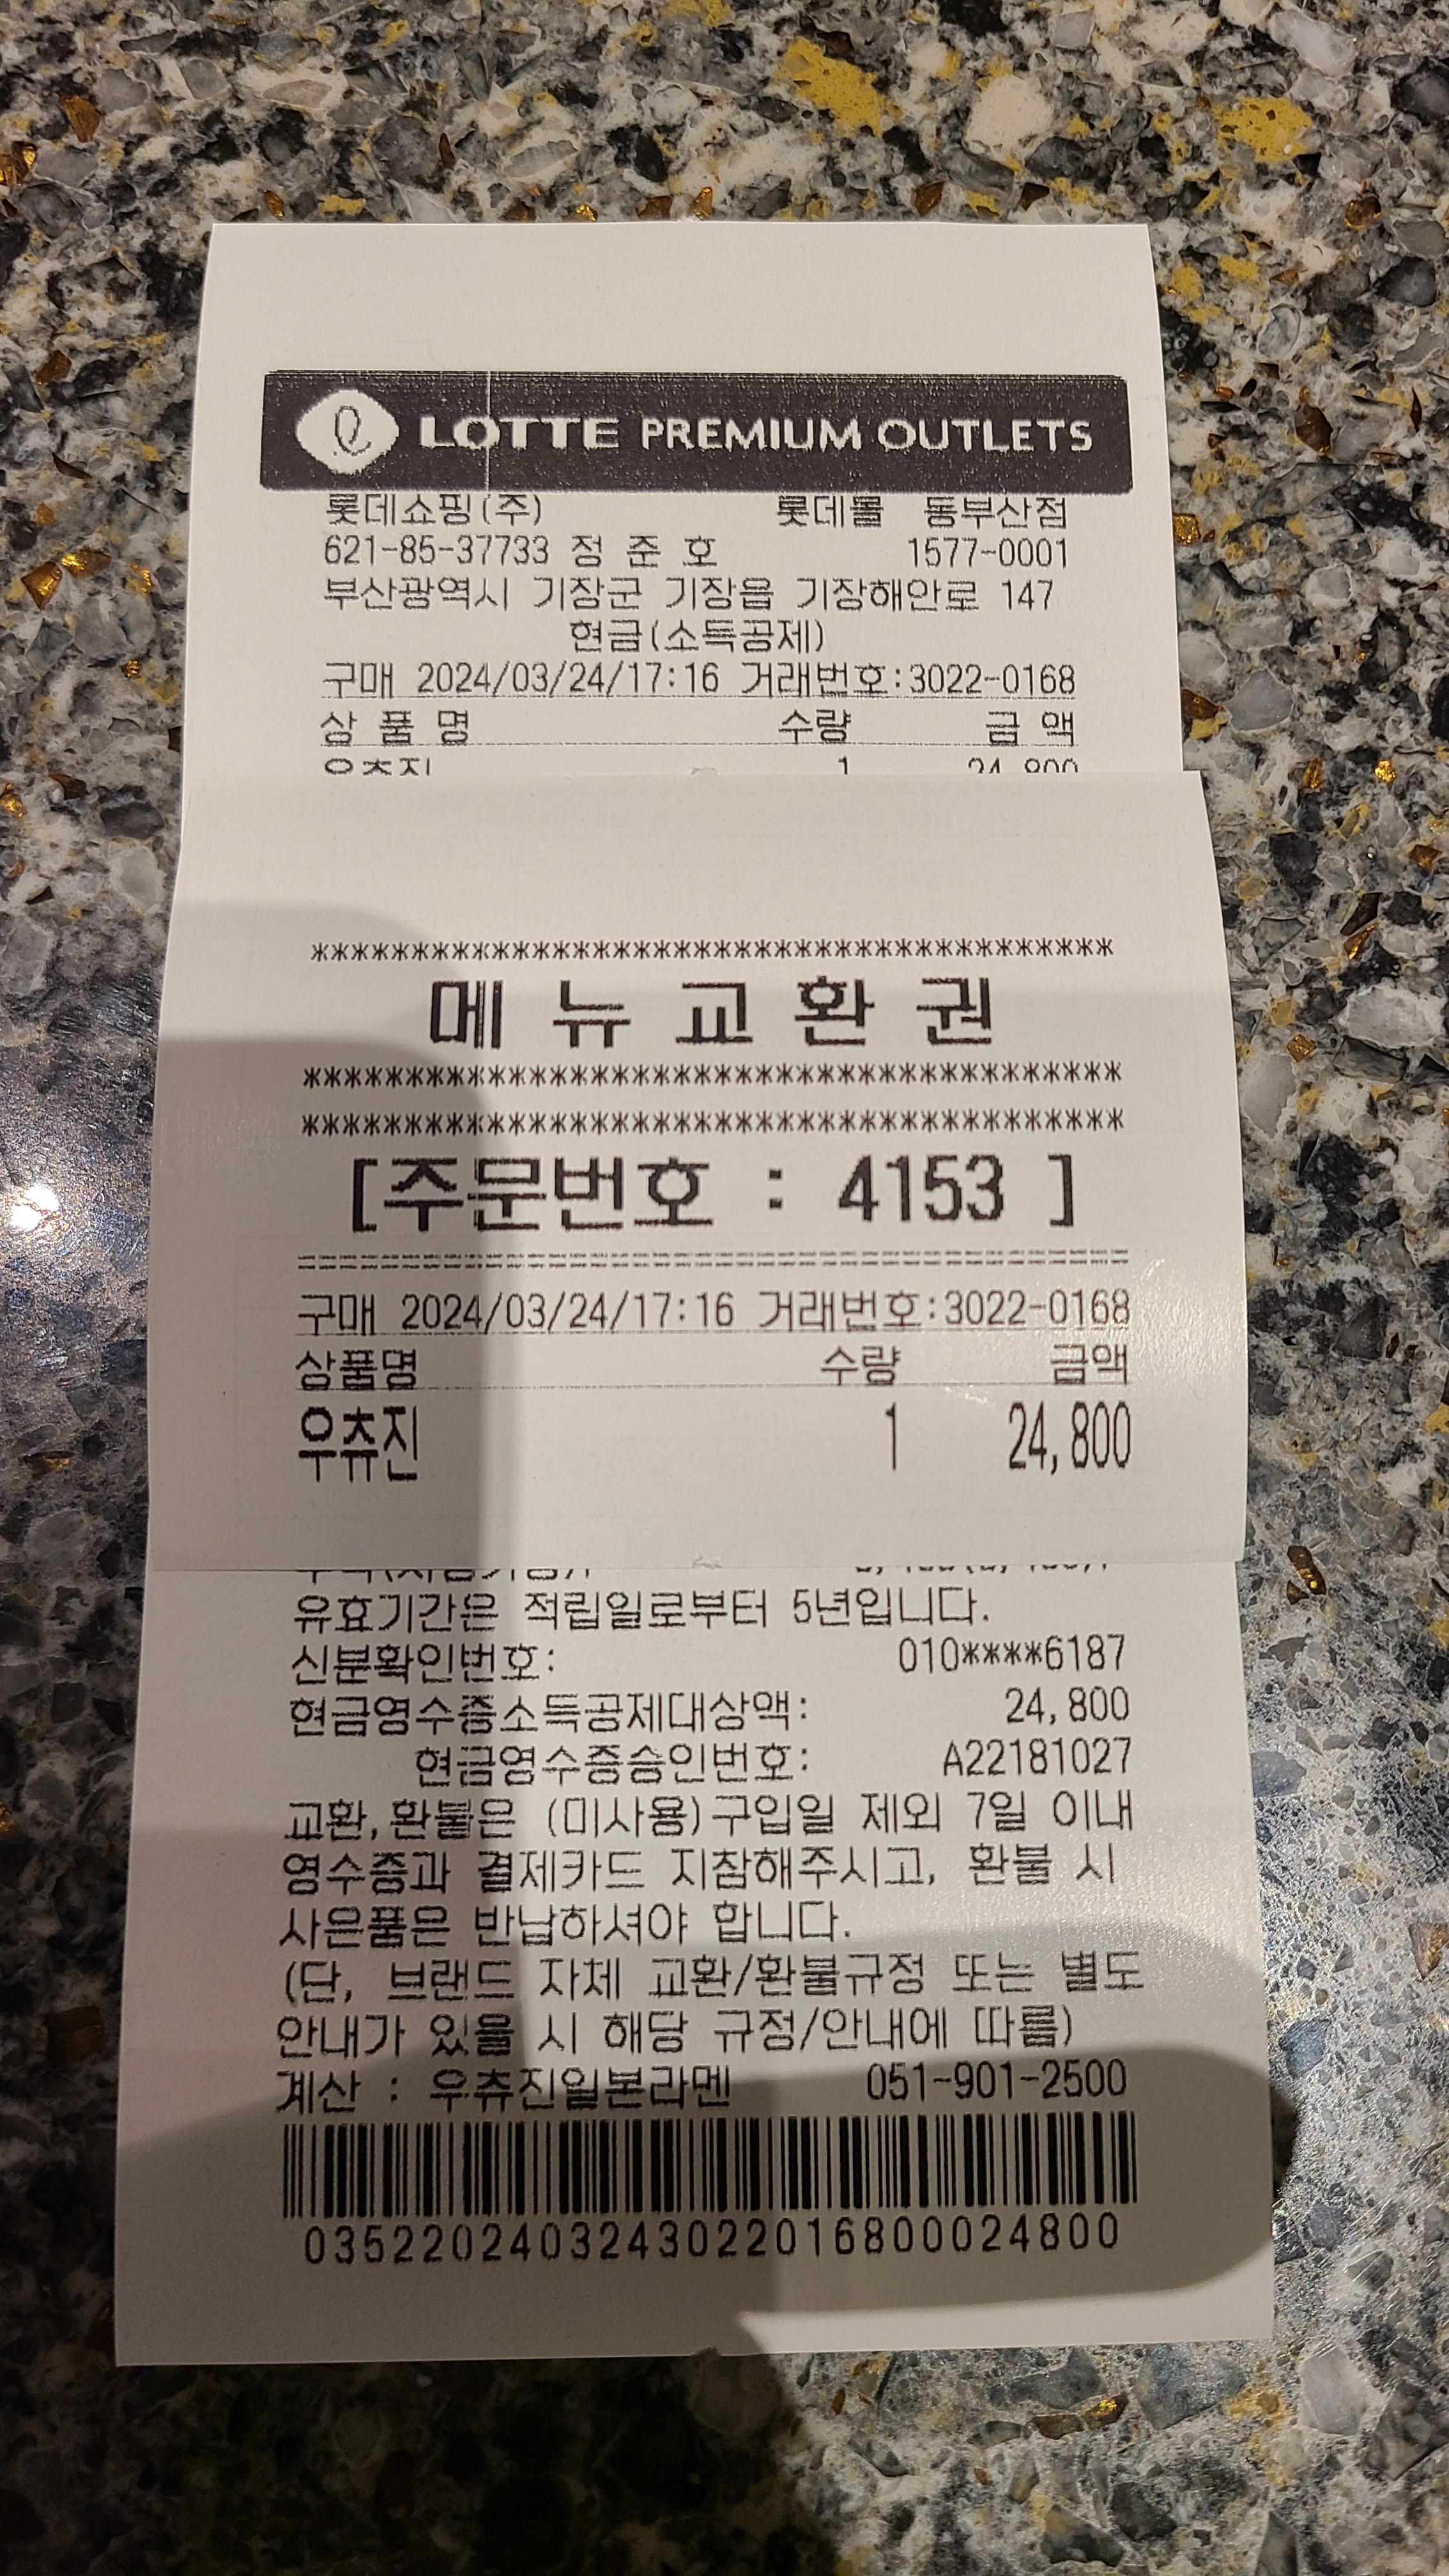 LOTTE PREMIUM OUTLETS
롯데쇼핑(주) 롯데몰 동부산점
621-85-37733 정 준 호 1577-0001
부산광역시 기장군 기장읍 기장해안로 147
현금(소득공제)
구매 2024/03/24/17:16 거래번호:3022-0168
상 품 명 수량 금 액
우츄진 1 24,800
************************************
메 뉴 교 환 권
************************************
************************************
[주문번호 : 4153 ]
구매 2024/03/24/17:16 거래번호:3022-0168
상품명 수량 금액
우츄진 1 24,800
유효기간은 적립일로부터 5년입니다.
신분확인번호: 010****6187
현금영수증소득공제대상액: 24,800
현금영수증승인번호: A22181027
교환,환불은 (미사용)구입일 제외 7일 이내
영수증과 결제카드 지참해주시고, 환불 시
사은품은 반납하셔야 합니다.
(단, 브랜드 자체 교환/환불규정 또는 별도
안내가 있을 시 해당 규정/안내에 따름)
계산 : 우츄진일본라멘 051-901-2500
0352202403243022016800024800